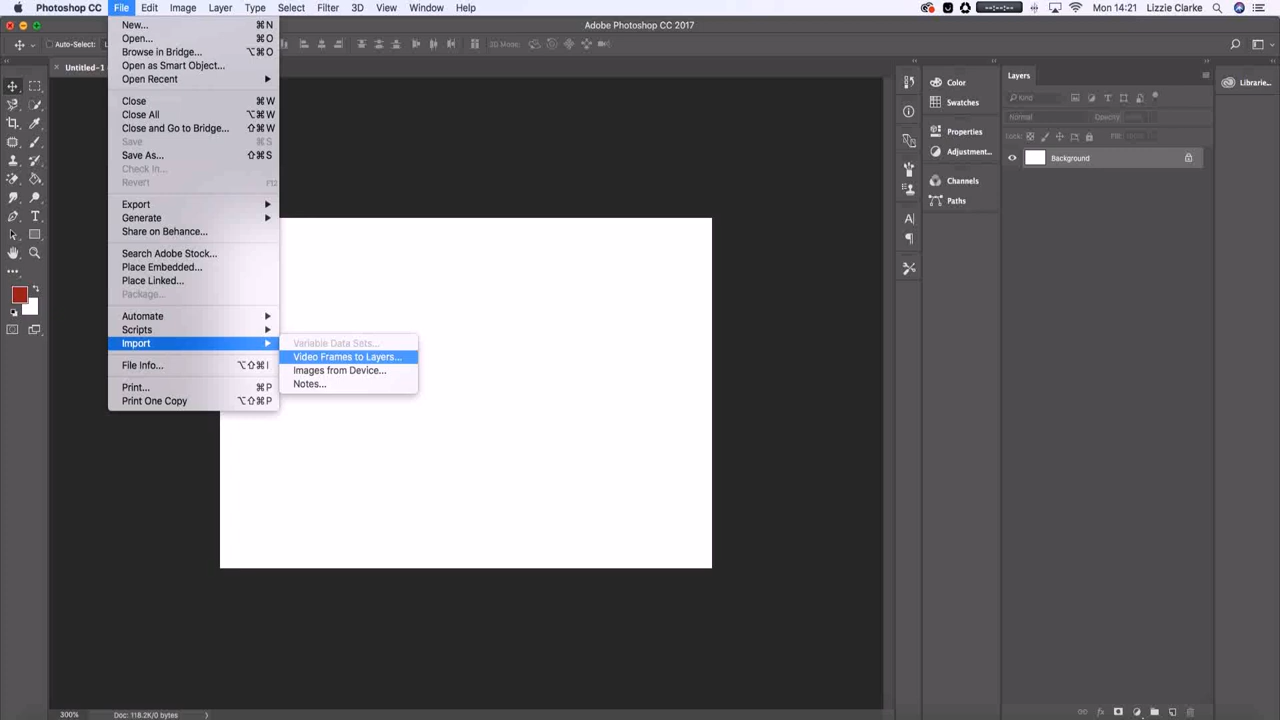 Photoshop CC File Edit Image Layer Type Select Filter 3D View Window Help Mon 14:21 Lizzie Clarke
Adobe Photoshop CC 2017
Auto-Select: 3D Mode:
Untitled-1
New... ⌘N
Open... ⌘O
Browse in Bridge... ⌥⌘O
Open as Smart Object...
Open Recent
Close ⌘W
Close All ⌥⌘W
Close and Go to Bridge... ⇧⌘W
Save ⌘S
Save As... ⇧⌘S
Check In...
Revert F12
Export
Generate
Share on Behance...
Search Adobe Stock...
Place Embedded...
Place Linked...
Package...
Automate
Scripts
Import
File Info... ⌥⇧⌘I
Print... ⌘P
Print One Copy ⌥⇧⌘P
Variable Data Sets...
Video Frames to Layers...
Images from Device...
Notes...
Color
Swatches
Properties
Adjustment...
Channels
Paths
Layers
Kind
Normal Opacity:
Lock: Fill:
Background
Librarie...
300% Doc: 118.2K/0 bytes